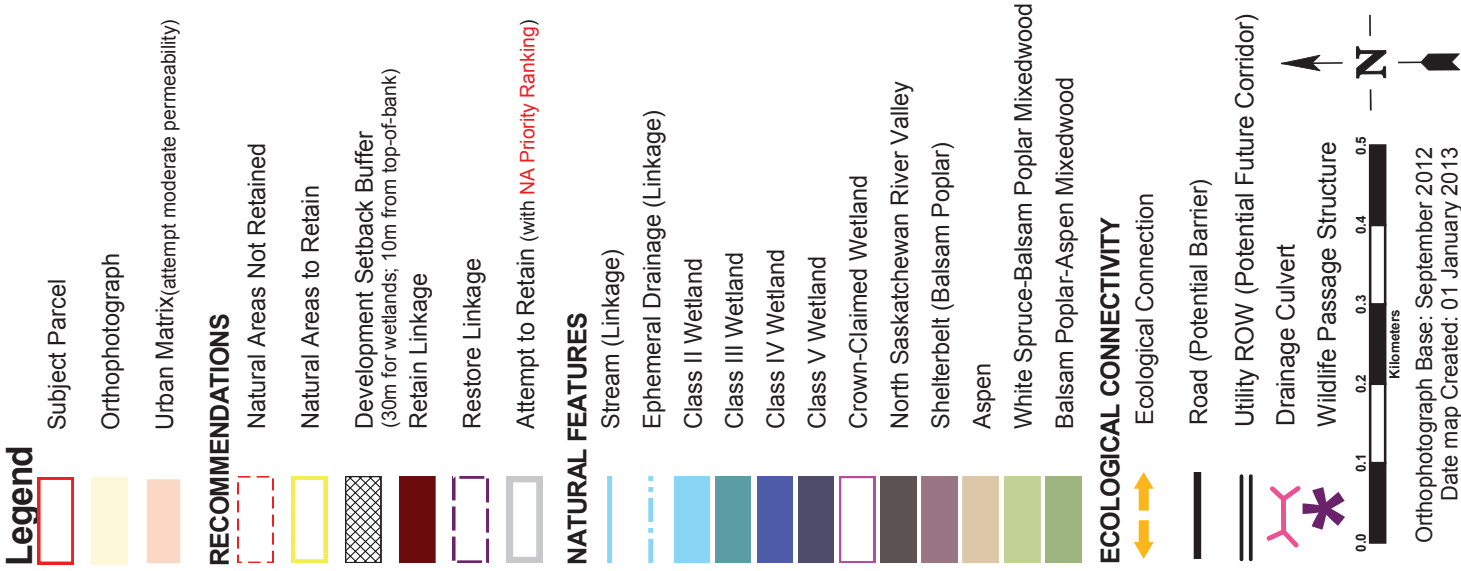 Legend
Subject Parcel
Orthophotograph
Urban Matrix(attempt moderate permeability)
RECOMMENDATIONS
Natural Areas Not Retained
Natural Areas to Retain
Development Setback Buffer
(30m for wetlands; 10m from top-of-bank)
Retain Linkage
Restore Linkage
Attempt to Retain (with NA Priority Ranking)
NATURAL FEATURES
Stream (Linkage)
Ephemeral Drainage (Linkage)
Class II Wetland
Class III Wetland
Class IV Wetland
Class V Wetland
Crown-Claimed Wetland
North Saskatchewan River Valley
Shelterbelt (Balsam Poplar)
Aspen
White Spruce-Balsam Poplar Mixedwood
Balsam Poplar-Aspen Mixedwood
ECOLOGICAL CONNECTIVITY
Ecological Connection
Road (Potential Barrier)
Utility ROW (Potential Future Corridor)
Drainage Culvert
Wildlife Passage Structure
0.0 0.1 0.2 0.3 0.4 0.5
Kilometers
N
Orthophotograph Base: September 2012
Date map Created: 01 January 2013